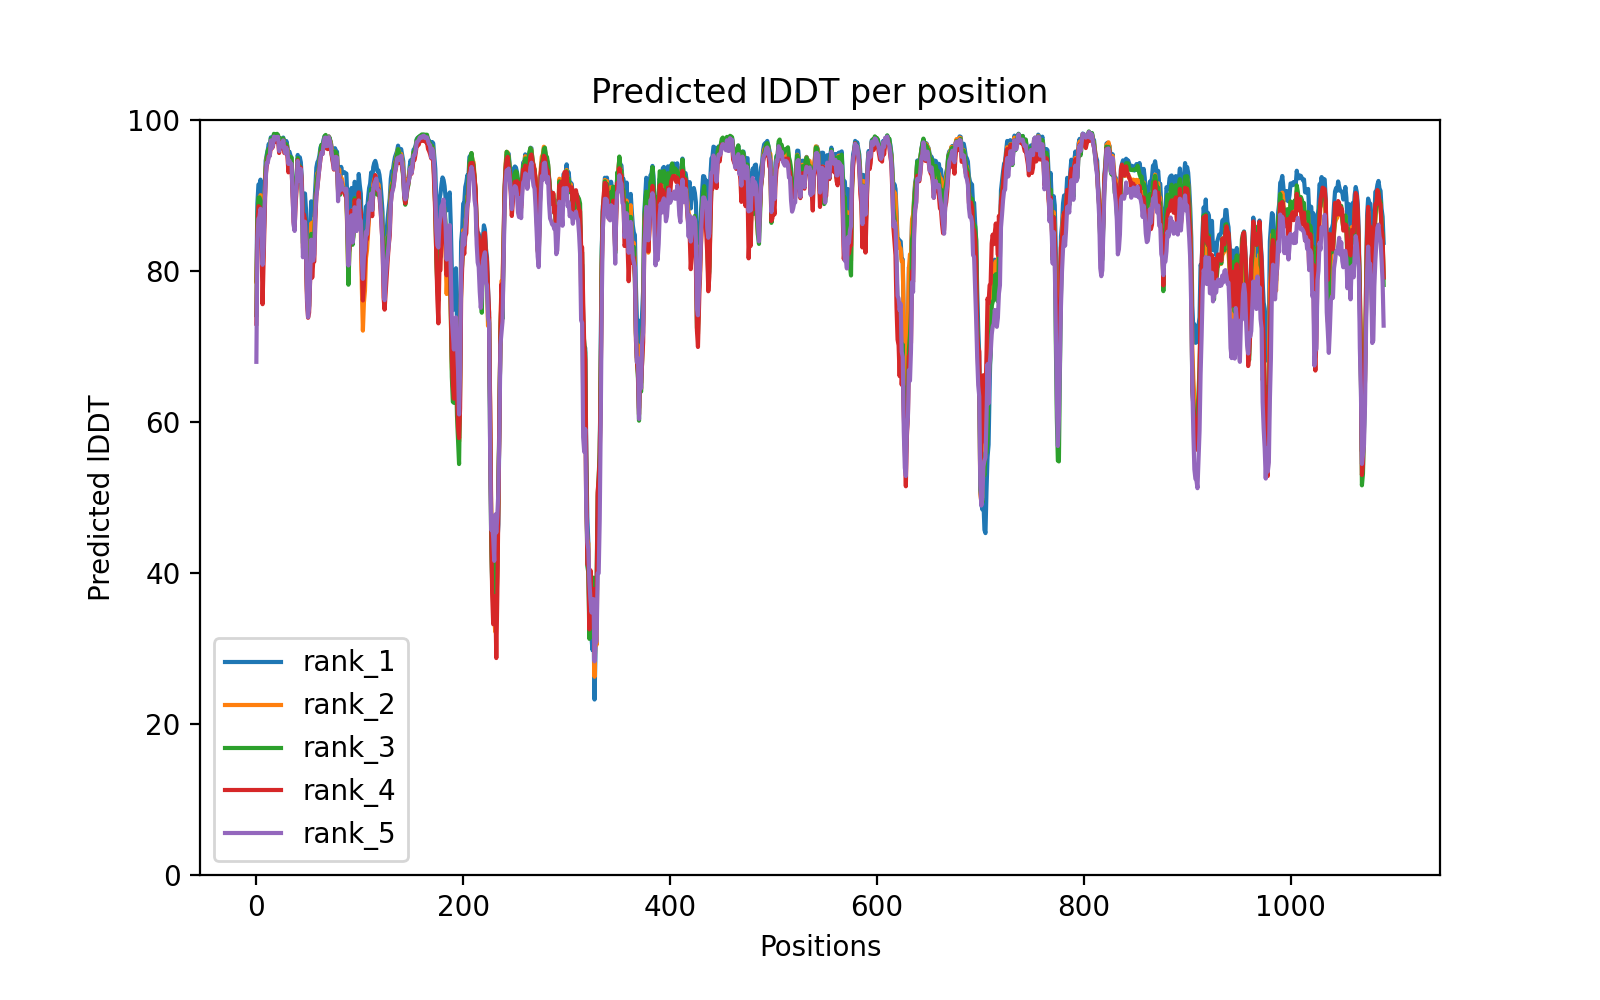 Predicted lDDT per position
100
80
60
40
20
0
Predicted lDDT
rank_1
rank_2
rank_3
rank_4
rank_5
0 200 400 600 800 1000
Positions